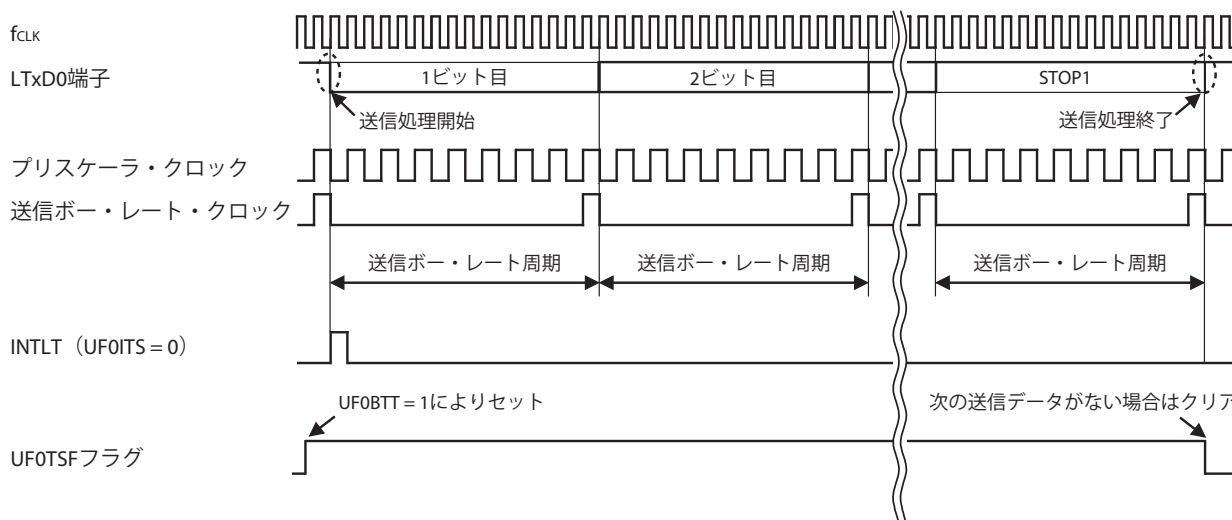 fCLK
LTxD0端子
1ビット目
2ビット目
STOP1
送信処理開始
送信処理終了
プリスケーラ・クロック
送信ボー・レート・クロック
送信ボー・レート周期
送信ボー・レート周期
送信ボー・レート周期
INTLT（UF0ITS = 0）
UF0BTT = 1によりセット
次の送信データがない場合はクリア
UF0TSFフラグ